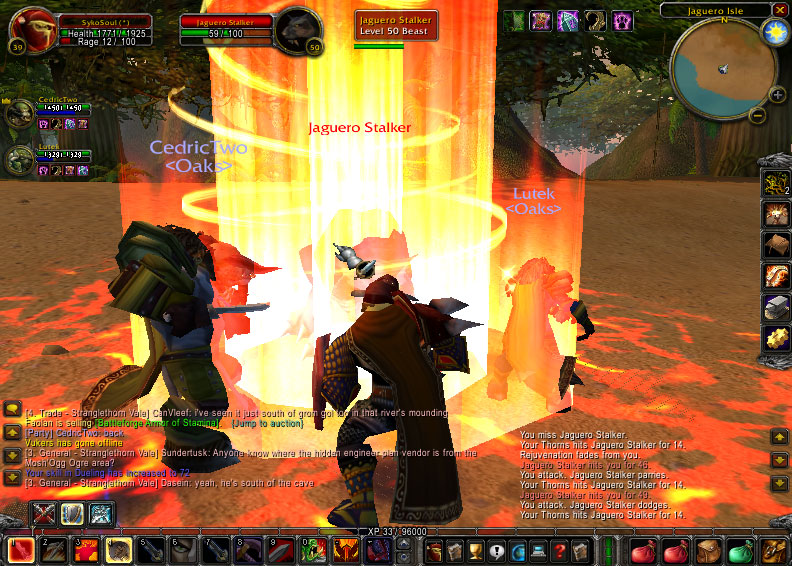 SykoSoul (*)
Health 1771 / 1925
Rage 12 / 100
39
Jaguero Stalker
59 / 100
50
Jaguero Stalker
Level 50 Beast
Jaguero Isle
N
CedricTwo
1450 / 1450
Lutek
1329 / 1329
Jaguero Stalker
CedricTwo
<Oaks>
Lutek
<Oaks>
2
[4. Trade - Stranglethorn Vale] CanVleef: I've seen it just south of grom gol too in that river's mounding
Faolan is selling [Battleforge Armor of Stamina]. (Jump to auction)
[Party] CedricTwo: back
Vukers has gone offline
[3. General - Stranglethorn Vale] Sundertusk: Anyone know where the hidden engineer plan vendor is from the
Mosh'Ogg Ogre area?
Your skill in Dueling Pan increased to 72
[3. General - Stranglethorn Vale] Dasein: yeah, he's south of the cave
You miss Jaguero Stalker.
Your Thorns hits Jaguero Stalker for 14.
Rejuvenation fades from you.
Jaguero Stalker hits you for 46.
You attack. Jaguero Stalker parries.
Your Thorns hits Jaguero Stalker for 14.
Jaguero Stalker hits you for 43.
You attack. Jaguero Stalker dodges.
Your Thorns hits Jaguero Stalker for 14.
XP 33 / 96000